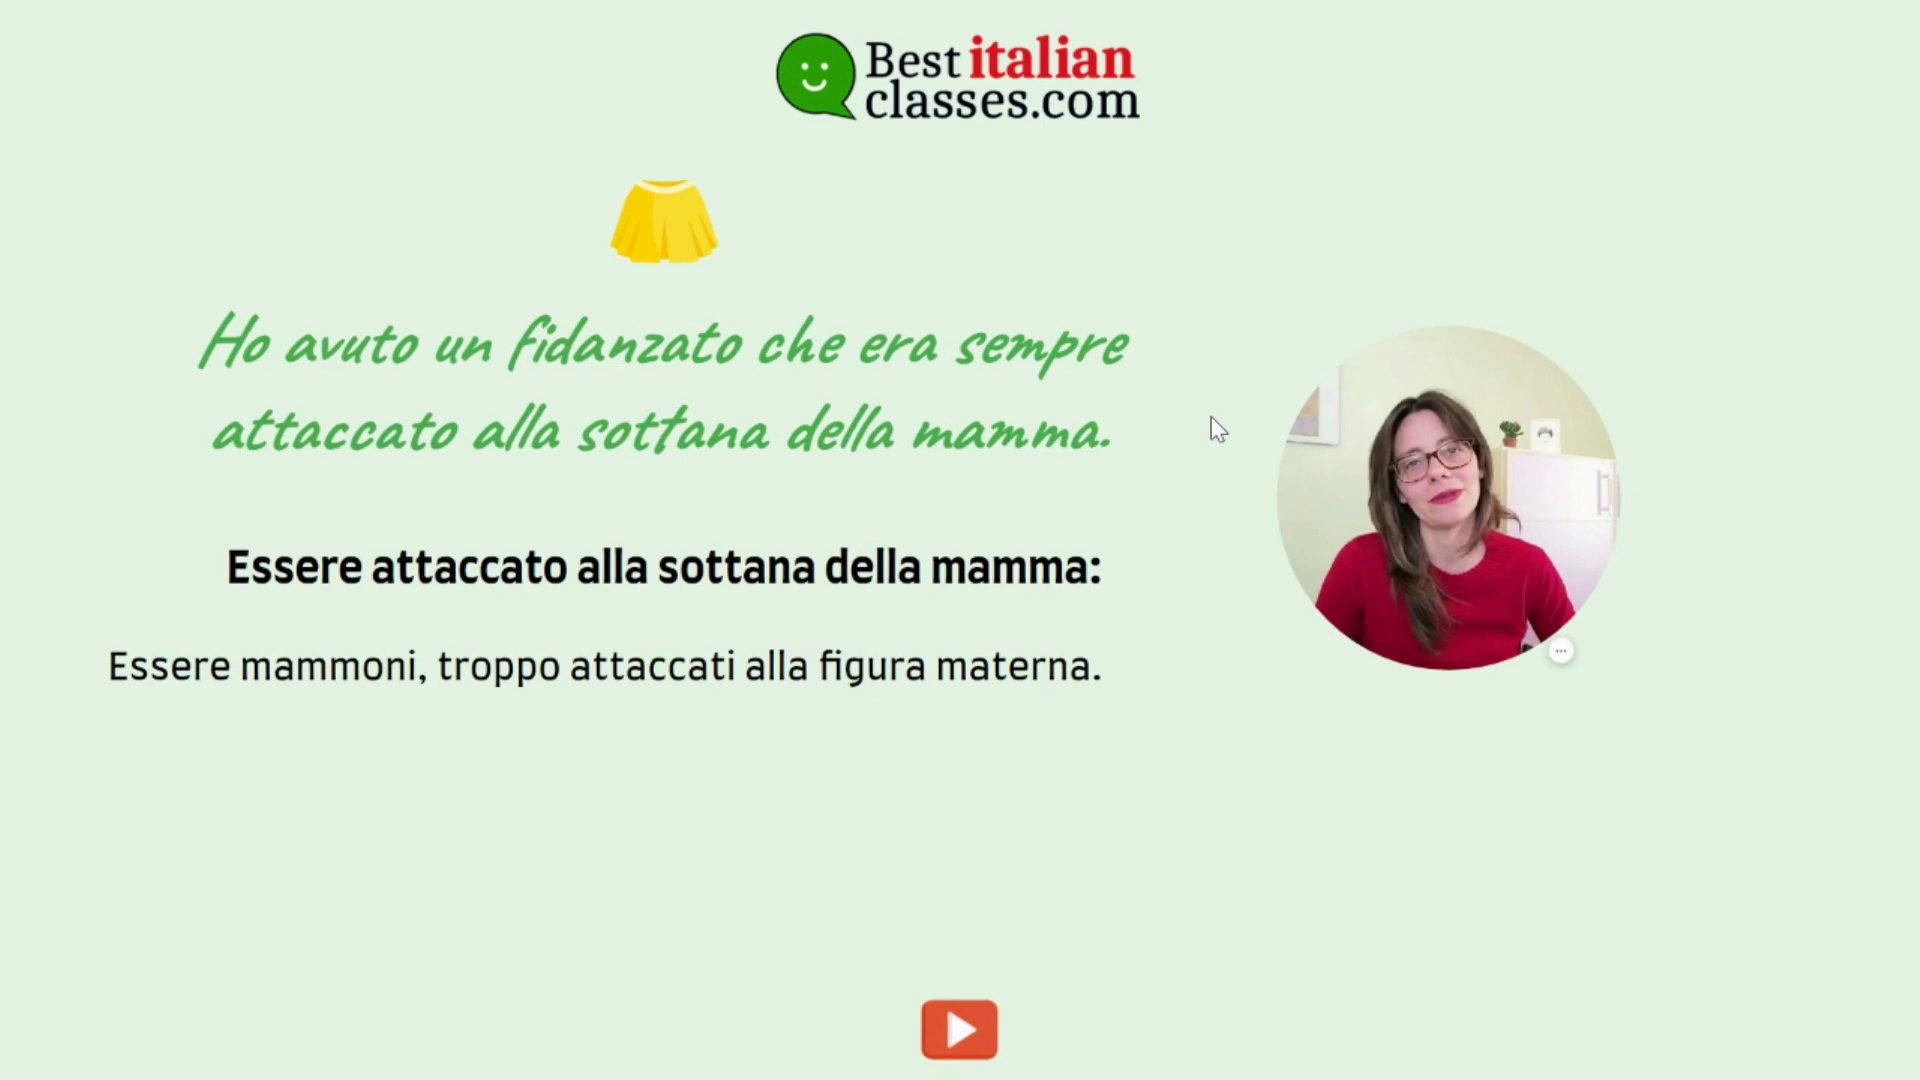 Best italian
classes.com
Ho avuto un fidanzato che era sempre
attaccato alla sottana della mamma.
Essere attaccato alla sottana della mamma:
Essere mammoni, troppo attaccati alla figura materna.